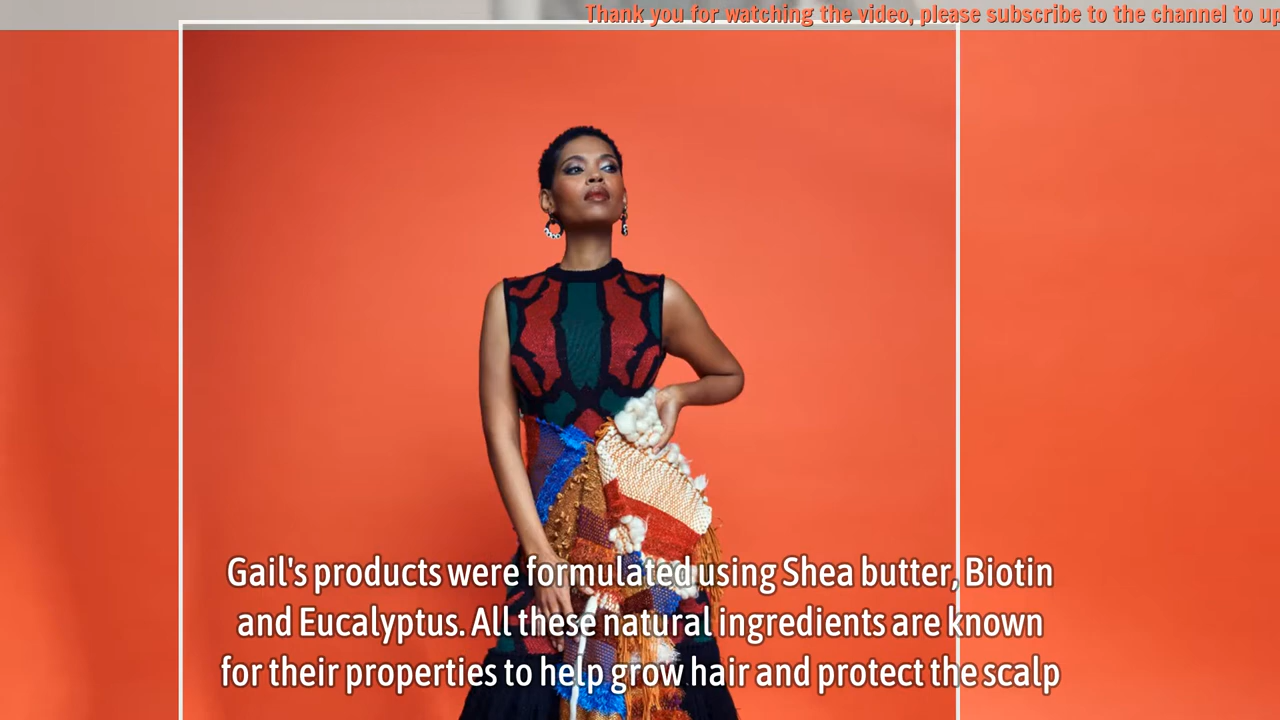 Thank you for watching the video, please subscribe to the channel to up
Gail's products were formulated using Shea butter, Biotin
and Eucalyptus. All these natural ingredients are known
for their properties to help grow hair and protect the scalp